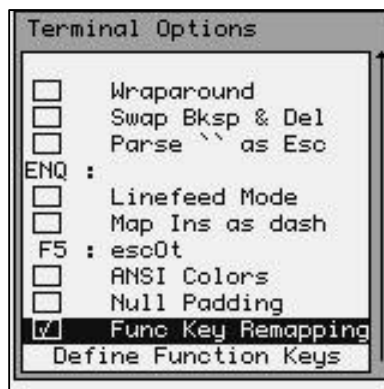 Terminal Options
Wraparound
Swap Bksp & Del
Parse `` as Esc
ENQ :
Linefeed Mode
Map Ins as dash
F5 : escOt
ANSI Colors
Null Padding
Func Key Remapping
Define Function Keys